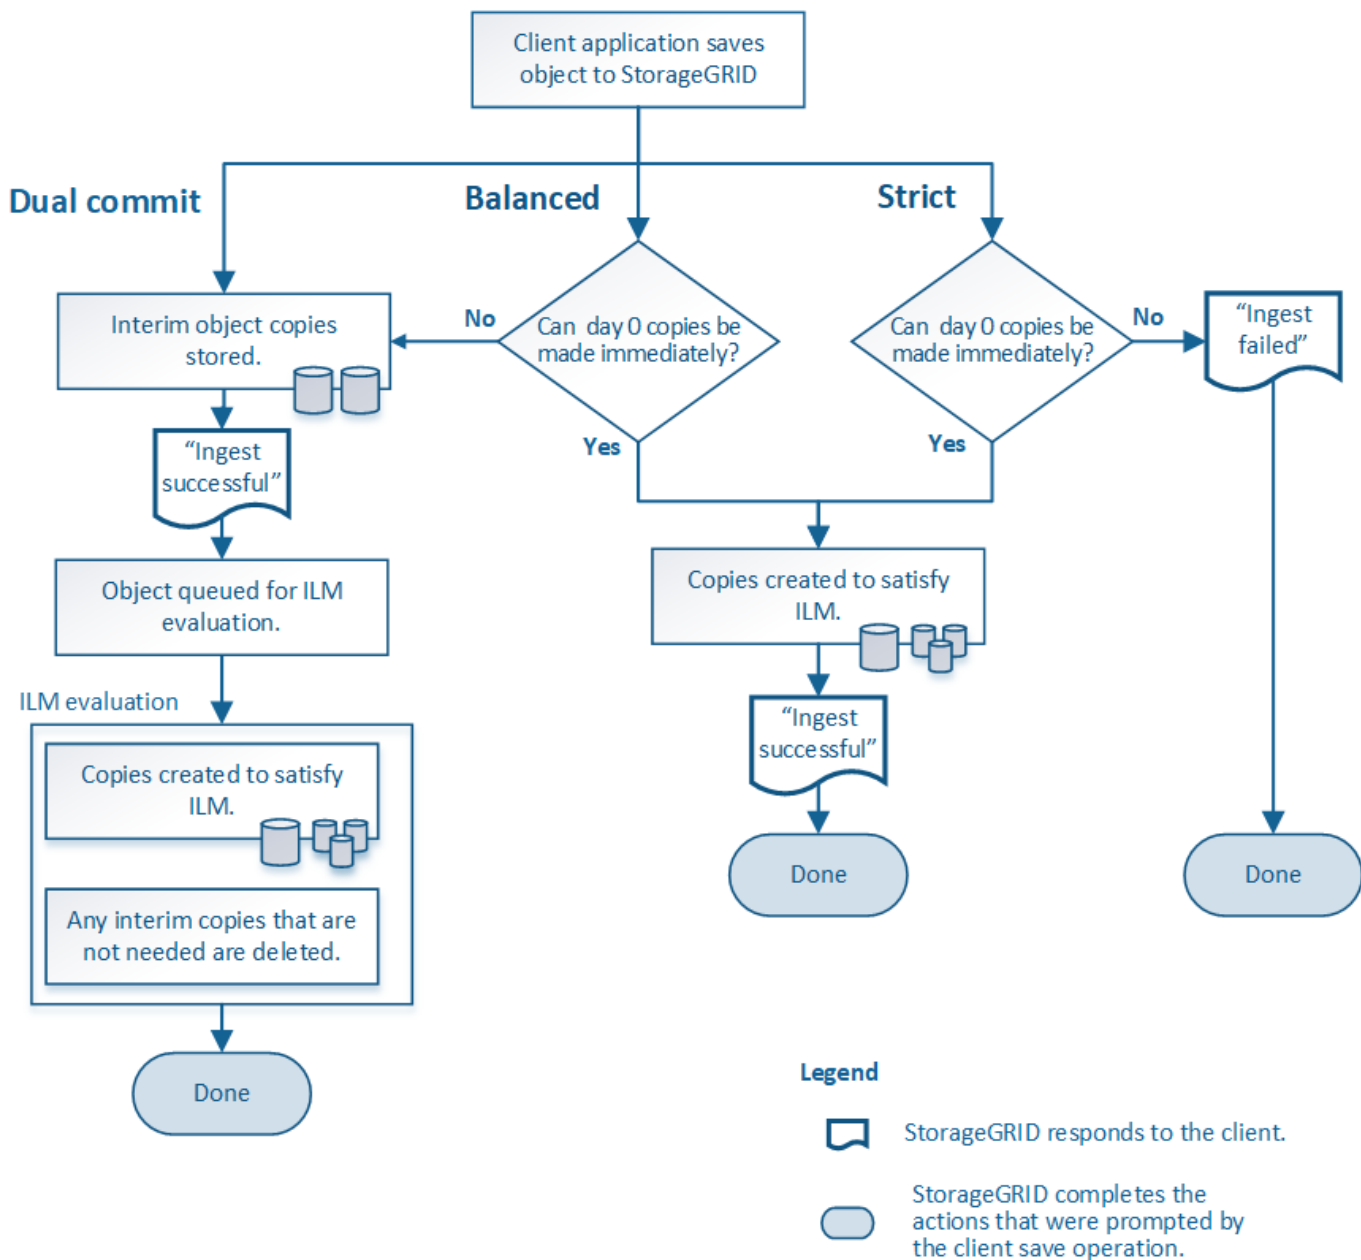 Client application saves
object to StorageGRID
Dual commit
Balanced
Strict
Interim object copies
stored.
No
Can day 0 copies be
made immediately?
Can day 0 copies be
made immediately?
No
“Ingest
failed”
“Ingest
successful”
Yes
Yes
Object queued for ILM
evaluation.
Copies created to satisfy
ILM.
ILM evaluation
“Ingest
successful”
Copies created to satisfy
ILM.
Done
Done
Any interim copies that are
not needed are deleted.
Done
Legend
StorageGRID responds to the client.
StorageGRID completes the
actions that were prompted by
the client save operation.